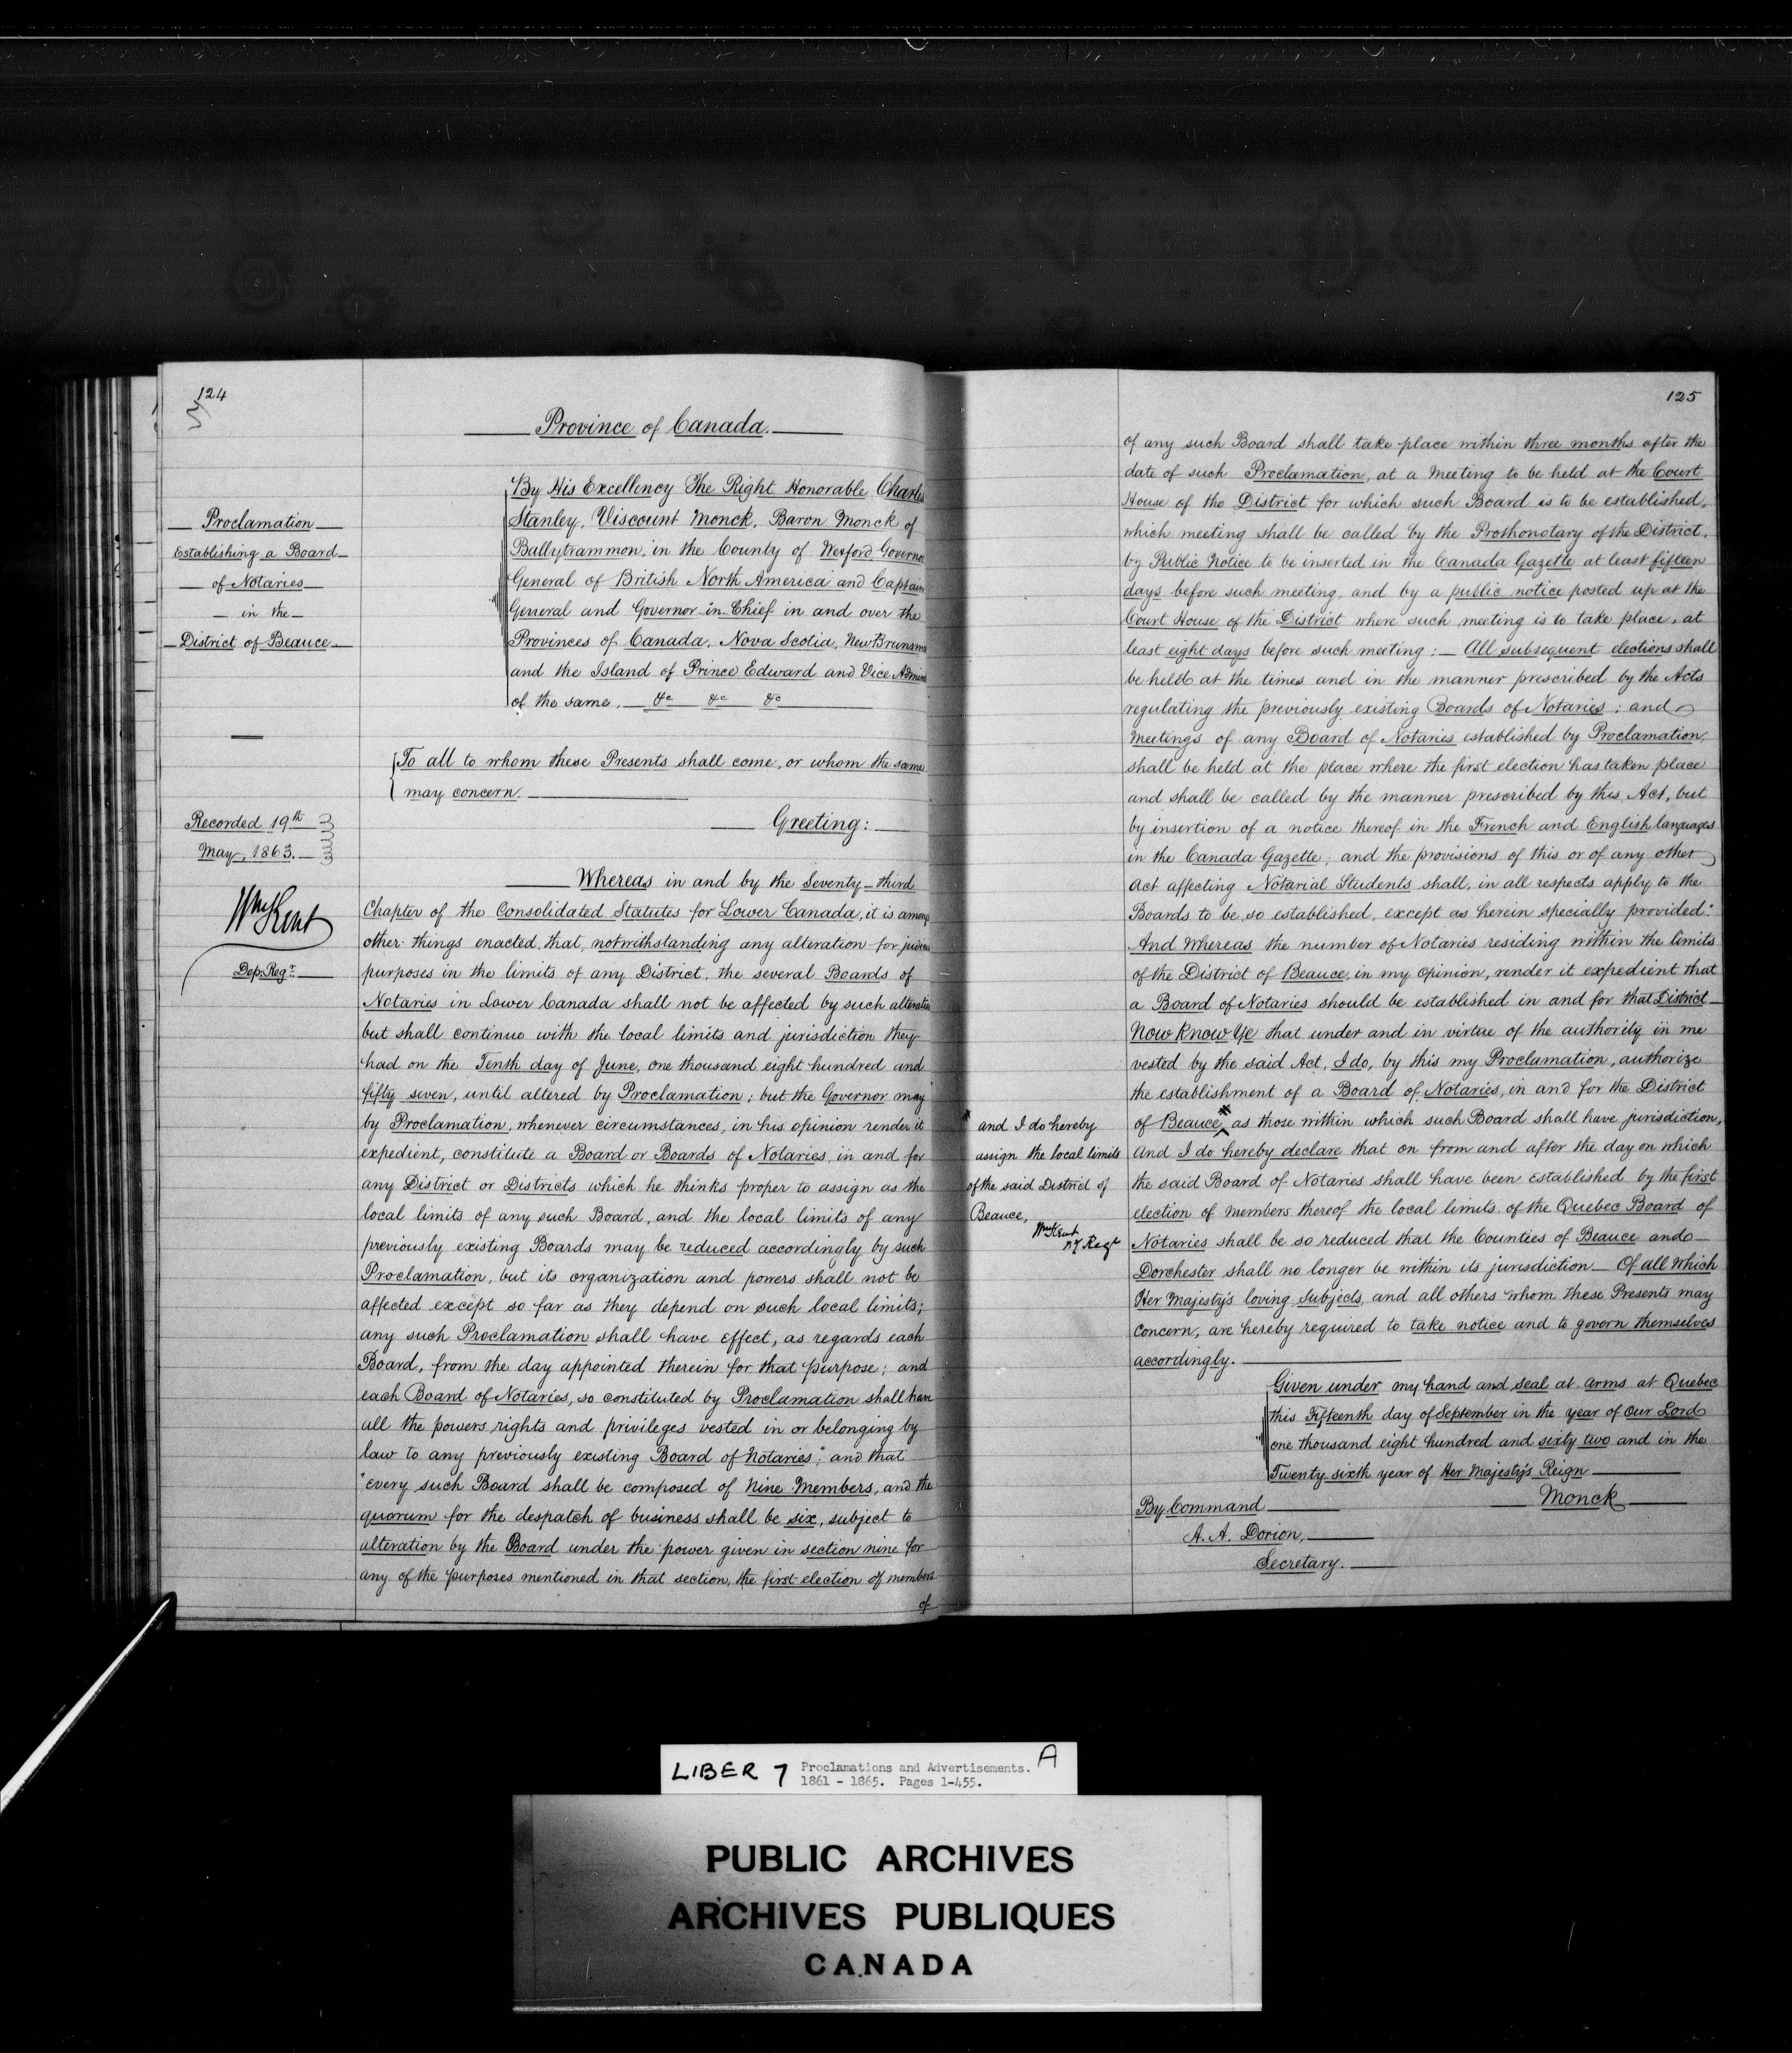 124
Province of Canada.
Proclamation
Establishing a Board
of Notaries
in the
District of Beauce
Recorded 19th
May, 1863.
Wm Kent
Dep: Regr.
By His Excellency The Right Honorable Charles
Stanley, Viscount Monck, Baron Monck of
Ballytrammon, in the County of Wexford, Governor
General of British North America and Captain
General and Governor in Chief in and over the
Provinces of Canada, Nova Scotia, New Brunswi
and the Island of Prince Edward and Vice Admira
of the same, &c &c &c
To all to whom these Presents shall come, or whom the same
may concern.
Greeting:
Whereas in and by the Seventy-third
Chapter of the Consolidated Statutes for Lower Canada, it is among
other things enacted, that, notwithstanding any alteration for judicial
purposes in the limits of any District, the several Boards of
Notaries in Lower Canada shall not be affected by such alteration
but shall continue with the local limits and jurisdiction they
had on the Tenth day of June, one thousand eight hundred and
fifty seven, until altered by Proclamation; but the Governor may
by Proclamation, whenever circumstances, in his opinion render it
expedient, constitute a Board or Boards of Notaries, in and for
any District or Districts which he thinks proper to assign as the
local limits of any such Board, and the local limits of any
previously existing Boards may be reduced accordingly by such
Proclamation, but its organization and powers shall not be
affected except so far as they depend on such local limits;
any such Proclamation shall have Effect, as regards each
Board, from the day appointed therein for that purpose; and
each Board of Notaries, so constituted by Proclamation shall have
all the powers rights and privileges vested in or belonging by
law to any previously existing Board of Notaries"; and that
"every such Board shall be composed of Nine Members, and the
quorum for the despatch of business shall be six, subject to
alteration by the Board under the power given in section nine for
any of the purposes mentioned in that section, the first election of members
of
125
of any such Board shall take place within three months after the
date of such Proclamation, at a Meeting to be held at the Court
House of the District for which such Board is to be established,
which meeting shall be called by the Prothonotary of the District,
by Public Notice to be inserted in the Canada Gazette at least fifteen
days before such meeting, and by a public notice posted up at the
Court House of the District where such meeting is to take place, at
least eight days before such meeting:— All subsequent elections shall
be held at the times and in the manner prescribed by the Acts
regulating the previously existing Boards of Notaries; and
Meetings of any Board of Notaries established by Proclamation,
shall be held at the place where the first election has taken place
and shall be called by the manner prescribed by this Act, but
by insertion of a notice thereof in the French and English languages
in the Canada Gazette; and the provisions of this or of any other
Act affecting Notarial Students shall, in all respects apply to the
Boards to be so established, except as herein specially provided."
And Whereas the number of Notaries residing within the limits
of the District of Beauce, in my opinion, render it expedient that
a Board of Notaries should be established in and for that District
Now Know Ye that under and in virtue of the authority in me
vested by the said Act, I do, by this my Proclamation, authorize
the establishment of a Board of Notaries, in and for the District
of Beauce, as those within which such Board shall have jurisdiction,
And I do hereby declare that on from and after the day on which
the said Board of Notaries shall have been Established by the first
election of Members thereof the local limits of the Quebec Board of
Notaries shall be so reduced that the Counties of Beauce and
Dorchester shall no longer be within its jurisdiction— Of all Which
Her Majesty's loving Subjects, and all others whom these Presents may
Concern, are hereby required to take notice and to govern themselves
accordingly.
and I do hereby
assign the local limits
of the said District of
Beauce,
Wm Kent
Regr
Given under my hand and seal at arms at Quebec
this Fifteenth day of September in the year of Our Lord
one thousand eight hundred and sixty two and in the
Twenty sixth year of Her Majesty's Reign
Monck
By Command
A. A. Dorion,
Secretary.
LIBER 7 Proclamations and Advertisements. A
1861 - 1865. Pages 1-455.
PUBLIC ARCHIVES
ARCHIVES PUBLIQUES
CANADA